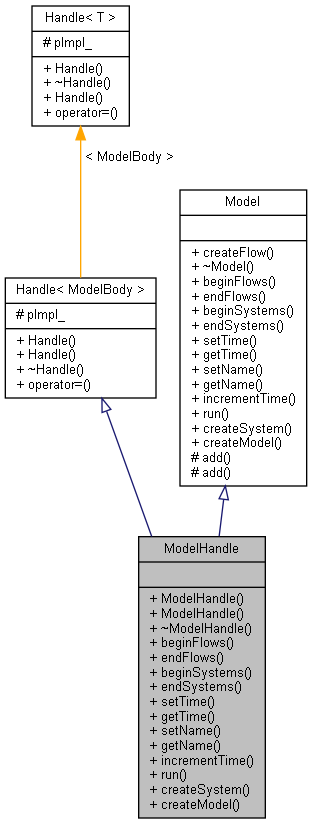 Handle< T >
# pImpl_
+ Handle()
+ ~Handle()
+ Handle()
+ operator=()
< ModelBody >
Model
+ createFlow()
+ ~Model()
+ beginFlows()
+ endFlows()
+ beginSystems()
+ endSystems()
+ setTime()
+ getTime()
+ setName()
+ getName()
+ incrementTime()
+ run()
+ createSystem()
+ createModel()
# add()
# add()
Handle< ModelBody >
# pImpl_
+ Handle()
+ Handle()
+ ~Handle()
+ operator=()
ModelHandle
+ ModelHandle()
+ ModelHandle()
+ ~ModelHandle()
+ beginFlows()
+ endFlows()
+ beginSystems()
+ endSystems()
+ setTime()
+ getTime()
+ setName()
+ getName()
+ incrementTime()
+ run()
+ createSystem()
+ createModel()